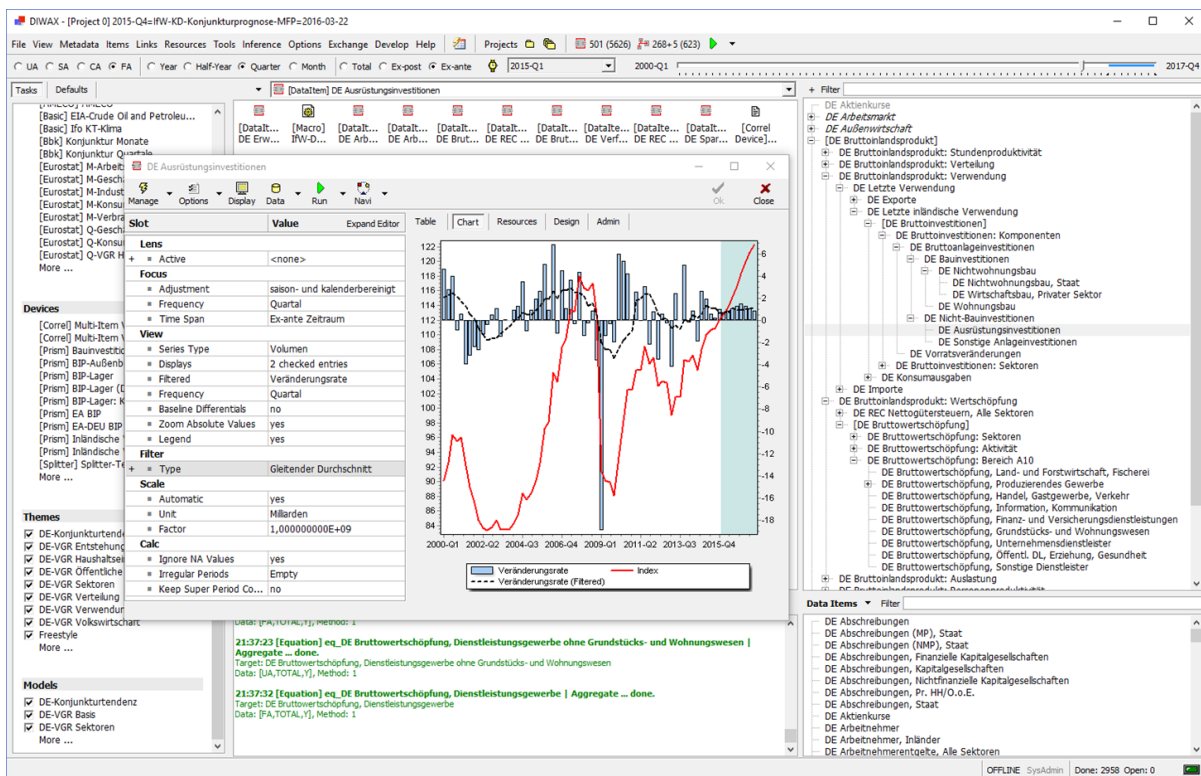 DIWAX - [Project 0] 2015-Q4=IfW-KD-Konjunkturprognose-MFP=2016-03-22
File View Metadata Items Links Resources Tools Inference Options Exchange Develop Help Projects 501 (5626) 268+5 (623)
UA SA CA FA Year Half-Year Quarter Month Total Ex-post Ex-ante 2015-Q1 2000-Q1 2017-Q4
Tasks Defaults
[DataItem] DE Ausrüstungsinvestitionen
+ Filter
[Basic] EIA-Crude Oil and Petroleu...
[Basic] Ifo KT-Klima
[Bbk] Konjunktur Monate
[Bbk] Konjunktur Quartale
[Eurostat] M-Arbeits
[Eurostat] M-Geschä
[Eurostat] M-Indust
[Eurostat] M-Konsu
[Eurostat] M-Verbra
[Eurostat] Q-Geschä
[Eurostat] Q-Konsu
[Eurostat] Q-VGR H
More ...
Devices
[Correl] Multi-Item V
[Correl] Multi-Item V
[Prism] Bauinvestitio
[Prism] BIP-Außenb
[Prism] BIP-Lager
[Prism] BIP-Lager (D
[Prism] BIP-Lager: K
[Prism] EA BIP
[Prism] EA-DEU BIP
[Prism] Inländische
[Prism] Inländische
[Splitter] Splitter-Te
More ...
Themes
DE-Konjunkturtenden
DE-VGR Entstehung
DE-VGR Haushaltsei
DE-VGR Öffentliche
DE-VGR Sektoren
DE-VGR Verteilung
DE-VGR Verwendun
DE-VGR Volkswirtschaft
Freestyle
More ...
Models
DE-Konjunkturtendenz
DE-VGR Basis
DE-VGR Sektoren
More ...
[DataIt... [Macro] [DataIt... [DataIt... [DataIt... [DataIt... [DataIt... [DataIte... [DataIte... [DataIt... [Correl
DE Erw... IfW-D... DE Arb... DE Arb... DE Brut... DE REC ... DE Brut... DE Verf... DE REC ... DE Spar... Device]...
DE Ausrüstungsinvestitionen
Manage Options Display Data Run Navi Ok Close
Slot Value Expand Editor
Lens
+ Active <none>
Focus
Adjustment saison- und kalenderbereinigt
Frequency Quartal
Time Span Ex-ante Zeitraum
View
Series Type Volumen
Displays 2 checked entries
Filtered Veränderungsrate
Frequency Quartal
Baseline Differentials no
Zoom Absolute Values yes
Legend yes
Filter
+ Type Gleitender Durchschnitt
Scale
Automatic yes
Unit Milliarden
Factor 1,000000000E+09
Calc
Ignore NA Values yes
Irregular Periods Empty
Keep Super Period Co... no
Table Chart Resources Design Admin
122
120
118
116
114
112
110
108
106
104
102
100
98
96
94
92
90
88
86
84
6
4
2
0
-2
-4
-6
-8
-10
-12
-14
-16
-18
2000-Q1 2002-Q2 2004-Q3 2006-Q4 2009-Q1 2011-Q2 2013-Q3 2015-Q4
Veränderungsrate Index
Veränderungsrate (Filtered)
Data: [FA,TOTAL,Y], Method: 1
21:37:23 [Equation] eq_DE Bruttowertschöpfung, Dienstleistungsgewerbe ohne Grundstücks- und Wohnungswesen |
Aggregate ... done.
Target: DE Bruttowertschöpfung, Dienstleistungsgewerbe ohne Grundstücks- und Wohnungswesen
Data: [UA,TOTAL,Y], Method: 1
21:37:32 [Equation] eq_DE Bruttowertschöpfung, Dienstleistungsgewerbe | Aggregate ... done.
Target: DE Bruttowertschöpfung, Dienstleistungsgewerbe
Data: [FA,TOTAL,Y], Method: 1
DE Aktienkurse
DE Arbeitsmarkt
DE Außenwirtschaft
[DE Bruttoinlandsprodukt]
DE Bruttoinlandsprodukt: Stundenproduktivität
DE Bruttoinlandsprodukt: Verteilung
DE Bruttoinlandsprodukt: Verwendung
DE Letzte Verwendung
DE Exporte
DE Letzte inländische Verwendung
[DE Bruttoinvestitionen]
DE Bruttoinvestitionen: Komponenten
DE Bruttoanlageinvestitionen
DE Bauinvestitionen
DE Nichtwohnungsbau
DE Nichtwohnungsbau, Staat
DE Wirtschaftsbau, Privater Sektor
DE Wohnungsbau
DE Nicht-Bauinvestitionen
DE Ausrüstungsinvestitionen
DE Sonstige Anlageinvestitionen
DE Vorratsveränderungen
DE Bruttoinvestitionen: Sektoren
DE Konsumausgaben
DE Importe
DE Bruttoinlandsprodukt: Wertschöpfung
DE REC Nettogütersteuern, Alle Sektoren
[DE Bruttowertschöpfung]
DE Bruttowertschöpfung: Sektoren
DE Bruttowertschöpfung: Aktivität
DE Bruttowertschöpfung: Bereich A10
DE Bruttowertschöpfung, Land- und Forstwirtschaft, Fischerei
DE Bruttowertschöpfung, Produzierendes Gewerbe
DE Bruttowertschöpfung, Handel, Gastgewerbe, Verkehr
DE Bruttowertschöpfung, Information, Kommunikation
DE Bruttowertschöpfung, Finanz- und Versicherungsdienstleistungen
DE Bruttowertschöpfung, Grundstücks- und Wohnungswesen
DE Bruttowertschöpfung, Unternehmensdienstleister
DE Bruttowertschöpfung, Öffentl. DL, Erziehung, Gesundheit
DE Bruttowertschöpfung, Sonstige Dienstleister
DE Bruttoinlandsprodukt: Auslastung
DE Bruttoinlandsprodukt: Personenproduktivität
Data Items Filter
DE Abschreibungen
DE Abschreibungen (MP), Staat
DE Abschreibungen (NMP), Staat
DE Abschreibungen, Finanzielle Kapitalgesellschaften
DE Abschreibungen, Kapitalgesellschaften
DE Abschreibungen, Nichtfinanzielle Kapitalgesellschaften
DE Abschreibungen, Pr. HH/O.o.E.
DE Abschreibungen, Staat
DE Aktienkurse
DE Arbeitnehmer
DE Arbeitnehmer, Inländer
DE Arbeitnehmerentgelte, Alle Sektoren
OFFLINE SysAdmin Done: 2958 Open: 0